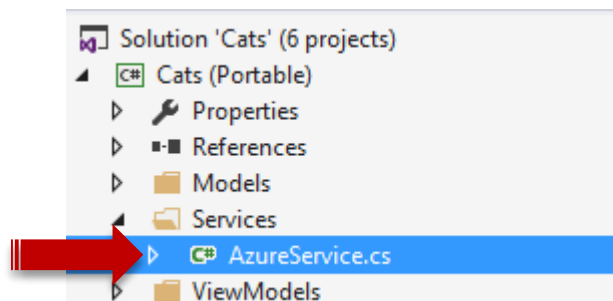 Solution 'Cats' (6 projects)
C# Cats (Portable)
Properties
References
Models
Services
C# AzureService.cs
ViewModels